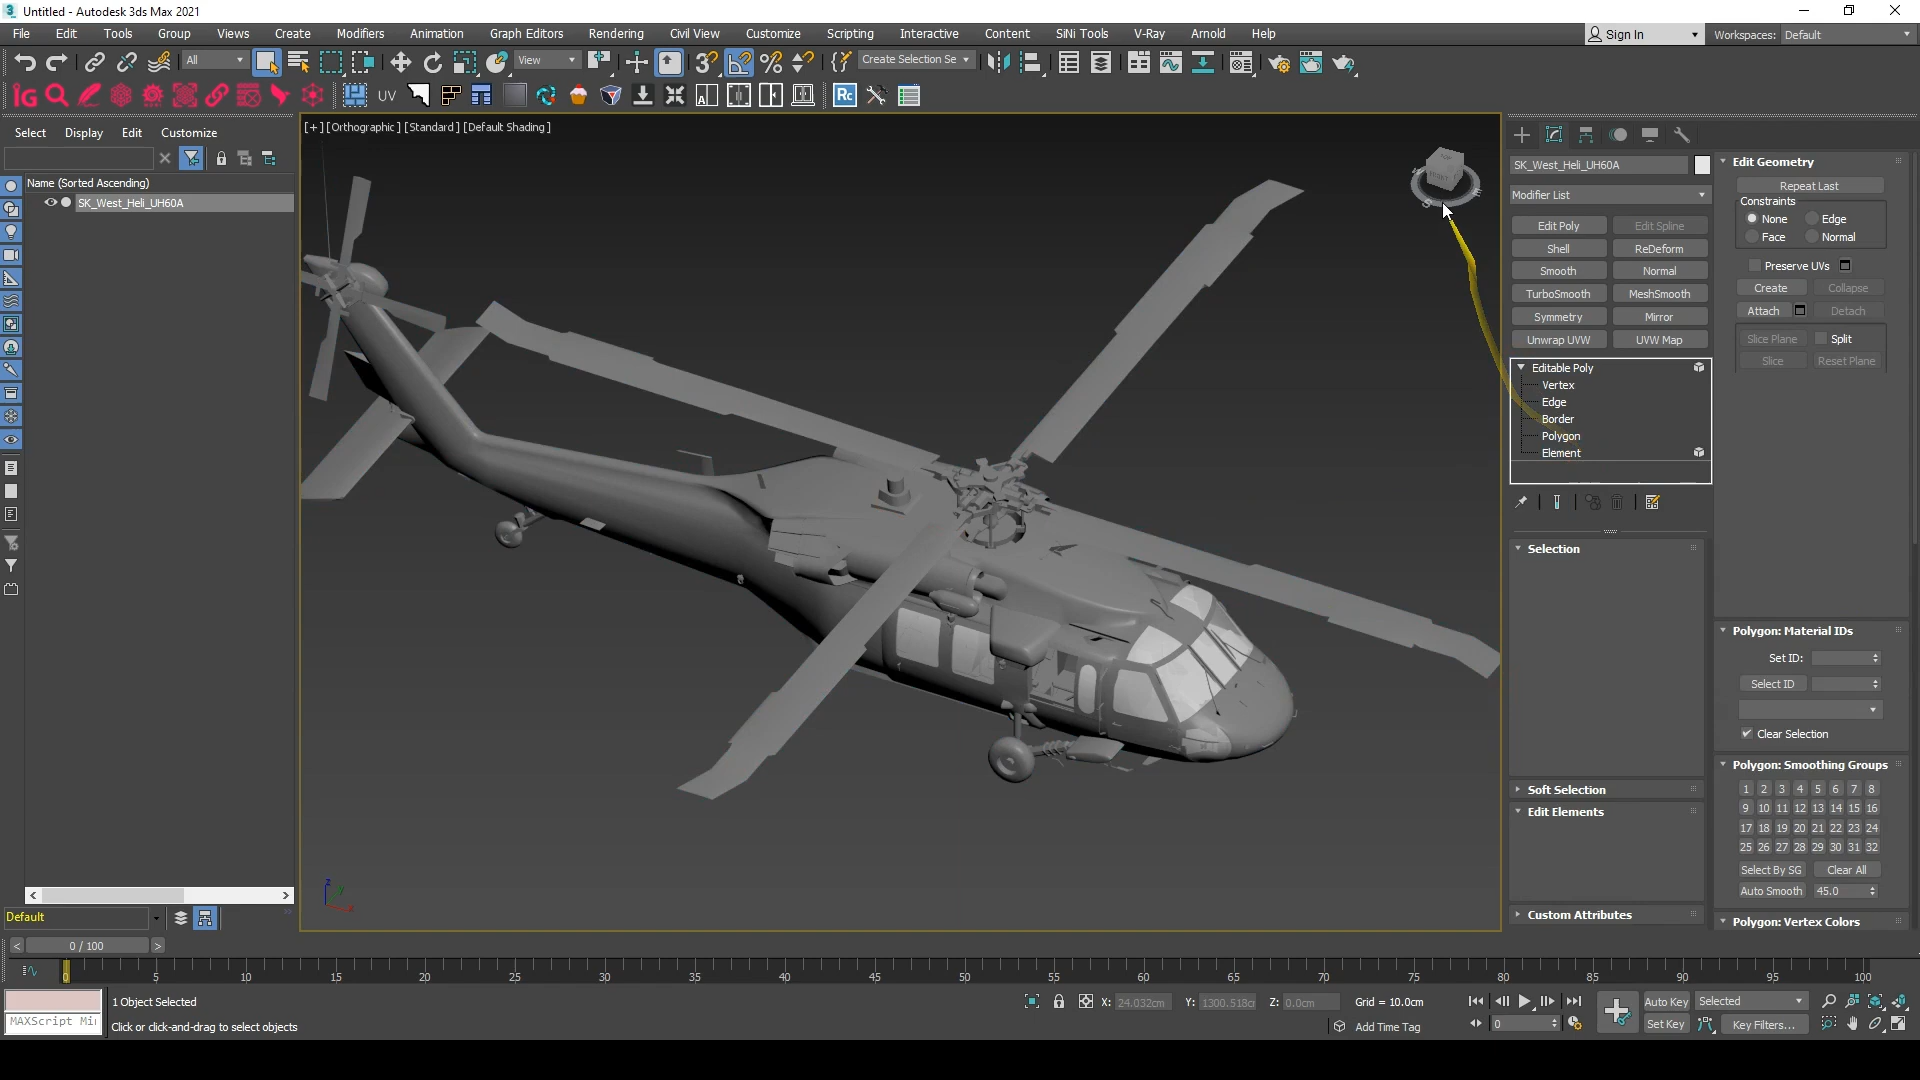 Untitled - Autodesk 3ds Max 2021
File Edit Tools Group Views Create Modifiers Animation Graph Editors Rendering Civil View Customize Scripting Interactive Content SiNi Tools V-Ray Arnold Help
Sign In
Workspaces: Default
All
View
Create Selection Se
UV
Rc
Select Display Edit Customize
Name (Sorted Ascending)
SK_West_Heli_UH60A
[+] [Orthographic] [Standard] [Default Shading]
SK_West_Heli_UH60A
Modifier List
Edit Poly Edit Spline
Shell ReDeform
Smooth Normal
TurboSmooth MeshSmooth
Symmetry Mirror
Unwrap UVW UVW Map
Editable Poly
Vertex
Edge
Border
Polygon
Element
Selection
Soft Selection
Edit Elements
Custom Attributes
Edit Geometry
Repeat Last
Constraints
None Edge
Face Normal
Preserve UVs
Create Collapse
Attach Detach
Slice Plane Split
Slice Reset Plane
Polygon: Material IDs
Set ID:
Select ID
Clear Selection
Polygon: Smoothing Groups
1 2 3 4 5 6 7 8
9 10 11 12 13 14 15 16
17 18 19 20 21 22 23 24
25 26 27 28 29 30 31 32
Select By SG Clear All
Auto Smooth 45.0
Polygon: Vertex Colors
z
y
x
Default
< 0 / 100 >
0 5 10 15 20 25 30 35 40 45 50 55 60 65 70 75 80 85 90 95 100
1 Object Selected
X: 24.032cm Y: 1300.518c Z: 0.0cm Grid = 10.0cm
Auto Key Selected
MAXScript Mi
Click or click-and-drag to select objects
Add Time Tag
0
Set Key Key Filters...